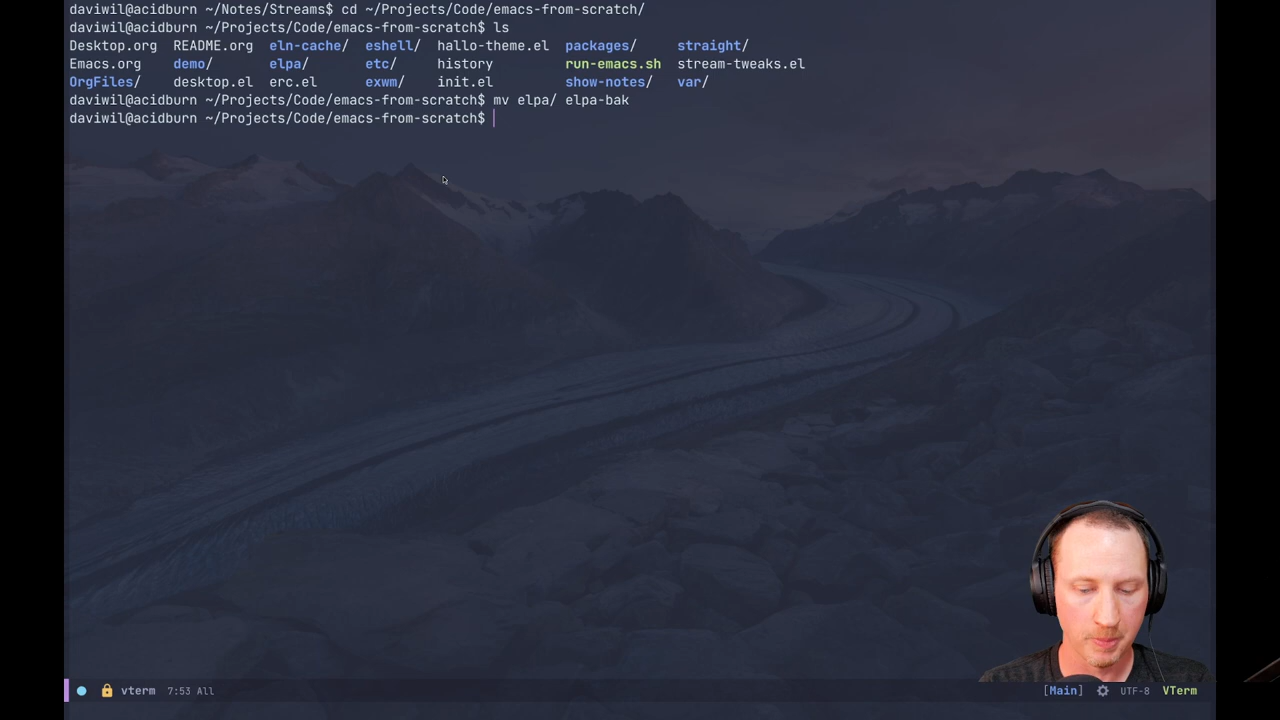 daviwil@acidburn ~/Notes/Streams$ cd ~/Projects/Code/emacs-from-scratch/
daviwil@acidburn ~/Projects/Code/emacs-from-scratch$ ls
Desktop.org  README.org  eln-cache/  eshell/  hallo-theme.el  packages/     straight/
Emacs.org    demo/       elpa/       etc/     history         run-emacs.sh  stream-tweaks.el
OrgFiles/    desktop.el  erc.el      exwm/    init.el         show-notes/   var/
daviwil@acidburn ~/Projects/Code/emacs-from-scratch$ mv elpa/ elpa-bak
daviwil@acidburn ~/Projects/Code/emacs-from-scratch$
vterm 7:53 All [Main] UTF-8 VTerm